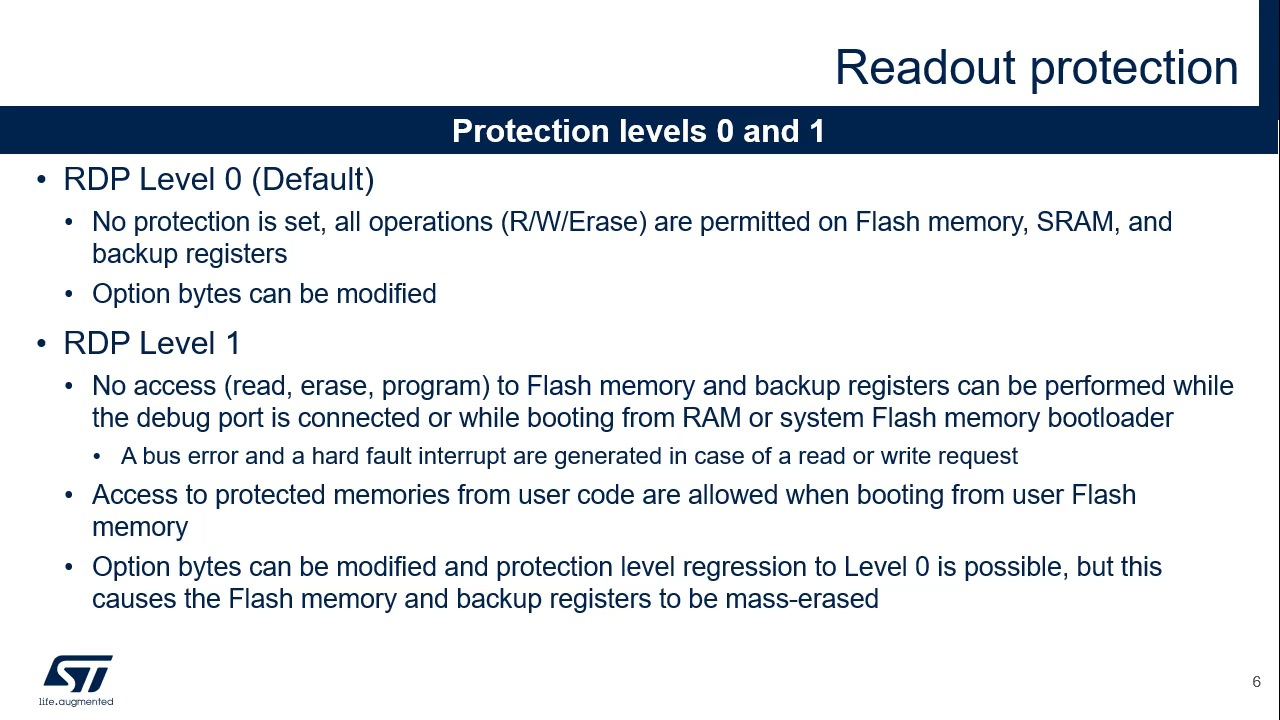 Readout protection
Protection levels 0 and 1
• RDP Level 0 (Default)
• No protection is set, all operations (R/W/Erase) are permitted on Flash memory, SRAM, and
backup registers
• Option bytes can be modified
• RDP Level 1
• No access (read, erase, program) to Flash memory and backup registers can be performed while
the debug port is connected or while booting from RAM or system Flash memory bootloader
• A bus error and a hard fault interrupt are generated in case of a read or write request
• Access to protected memories from user code are allowed when booting from user Flash
memory
• Option bytes can be modified and protection level regression to Level 0 is possible, but this
causes the Flash memory and backup registers to be mass-erased
ST
life.augmented
6